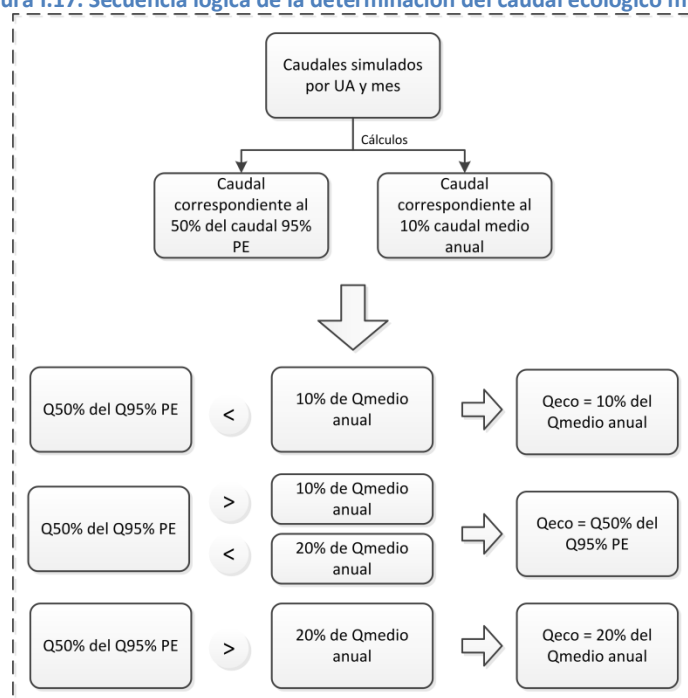 ura I.17. Secuencia lógica de la determinación del caudal ecológico m
Caudales simulados
por UA y mes
Cálculos
Caudal
correspondiente al
50% del caudal 95%
PE
Caudal
correspondiente al
10% caudal medio
anual
Q50% del Q95% PE
<
10% de Qmedio
anual
Qeco = 10% del
Qmedio anual
Q50% del Q95% PE
>
10% de Qmedio
anual
<
20% de Qmedio
anual
Qeco = Q50% del
Q95% PE
Q50% del Q95% PE
>
20% de Qmedio
anual
Qeco = 20% del
Qmedio anual